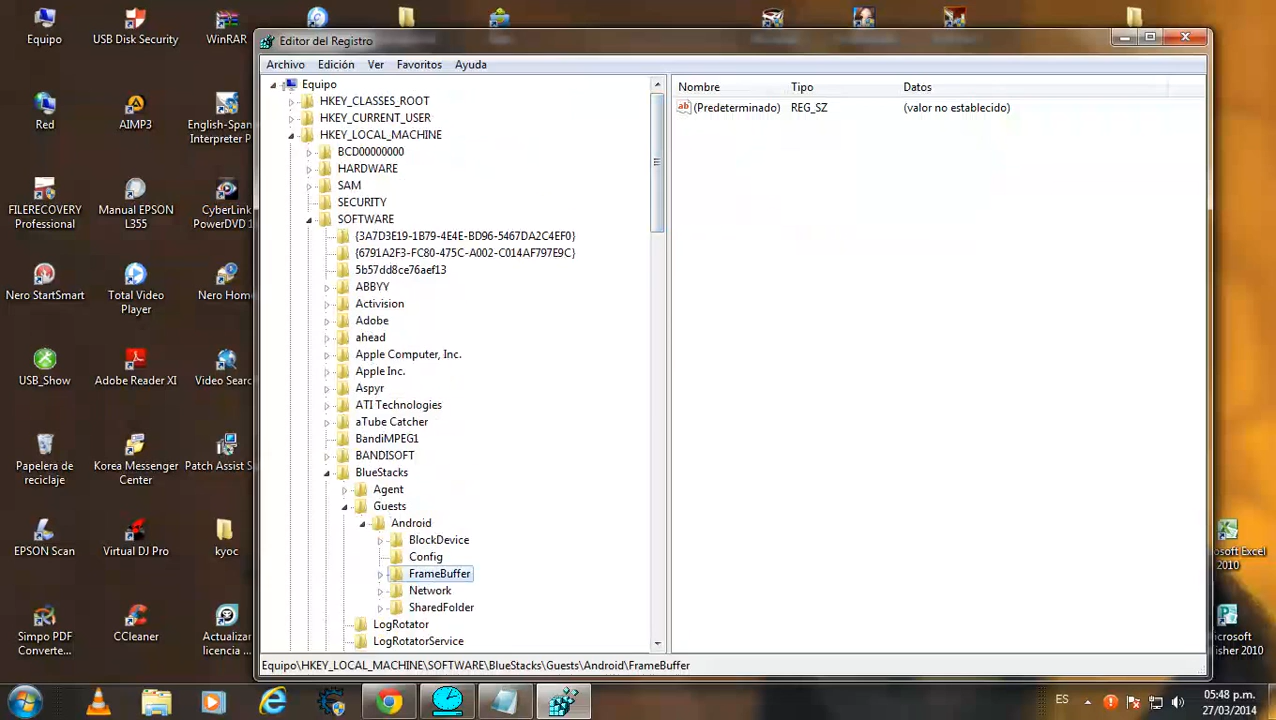 Equipo
USB Disk Security
WinRAR
Red
AIMP3
English-Span
Interpreter P
FILERECOVERY
Professional
Manual EPSON
L355
CyberLink
PowerDVD 1
Nero StartSmart
Total Video
Player
Nero Home
USB_Show
Adobe Reader XI
Video Searc
Papelera de
reciclaje
Korea Messenger
Center
Patch Assist S
EPSON Scan
Virtual DJ Pro
kyoc
Simpo PDF
Converte...
CCleaner
Actualizar
licencia ...
Editor del Registro
Archivo Edición Ver Favoritos Ayuda
Equipo
HKEY_CLASSES_ROOT
HKEY_CURRENT_USER
HKEY_LOCAL_MACHINE
BCD00000000
HARDWARE
SAM
SECURITY
SOFTWARE
{3A7D3E19-1B79-4E4E-BD96-5467DA2C4EF0}
{6791A2F3-FC80-475C-A002-C014AF797E9C}
5b57dd8ce76aef13
ABBYY
Activision
Adobe
ahead
Apple Computer, Inc.
Apple Inc.
Aspyr
ATI Technologies
aTube Catcher
BandiMPEG1
BANDISOFT
BlueStacks
Agent
Guests
Android
BlockDevice
Config
FrameBuffer
Network
SharedFolder
LogRotator
LogRotatorService
Nombre Tipo Datos
ab (Predeterminado) REG_SZ (valor no establecido)
Equipo\HKEY_LOCAL_MACHINE\SOFTWARE\BlueStacks\Guests\Android\FrameBuffer
osoft Excel
2010
icrosoft
lisher 2010
ES
05:48 p.m.
27/03/2014